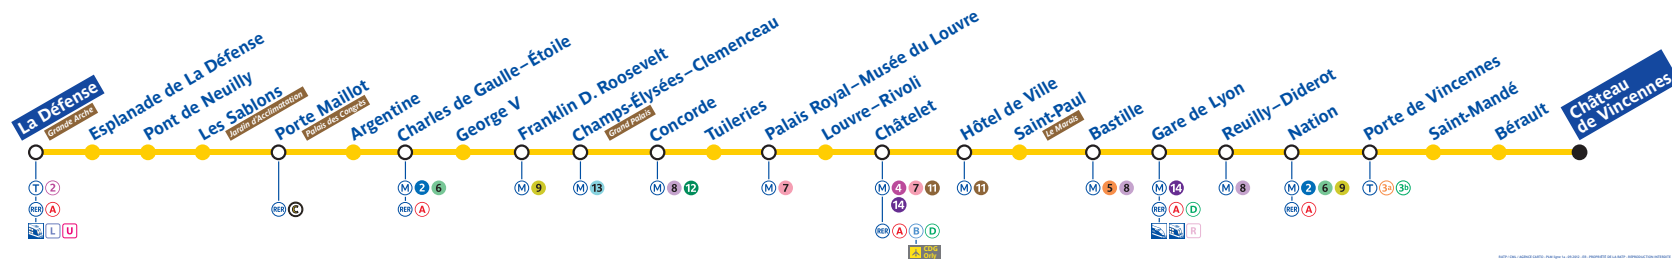 La Défense
Grande Arche
Esplanade de La Défense
Pont de Neuilly
Les Sablons
Jardin d'Acclimatation
Porte Maillot
Palais des Congrès
Argentine
Charles de Gaulle–Étoile
George V
Franklin D. Roosevelt
Champs-Élysées–Clemenceau
Grand Palais
Concorde
Tuileries
Palais Royal–Musée du Louvre
Louvre–Rivoli
Châtelet
Hôtel de Ville
Saint-Paul
Le Marais
Bastille
Gare de Lyon
Reuilly–Diderot
Nation
Porte de Vincennes
Saint-Mandé
Bérault
Château
de Vincennes
T 2
RER A
L U
RER C
M 2 6
RER A
M 9
M 13
M 8 12
M 7
M 4 7 11
14
RER A B D
CDG
Orly
M 11
M 5 8
M 14
RER A D
R
M 8
M 2 6 9
RER A
T 3a 3b